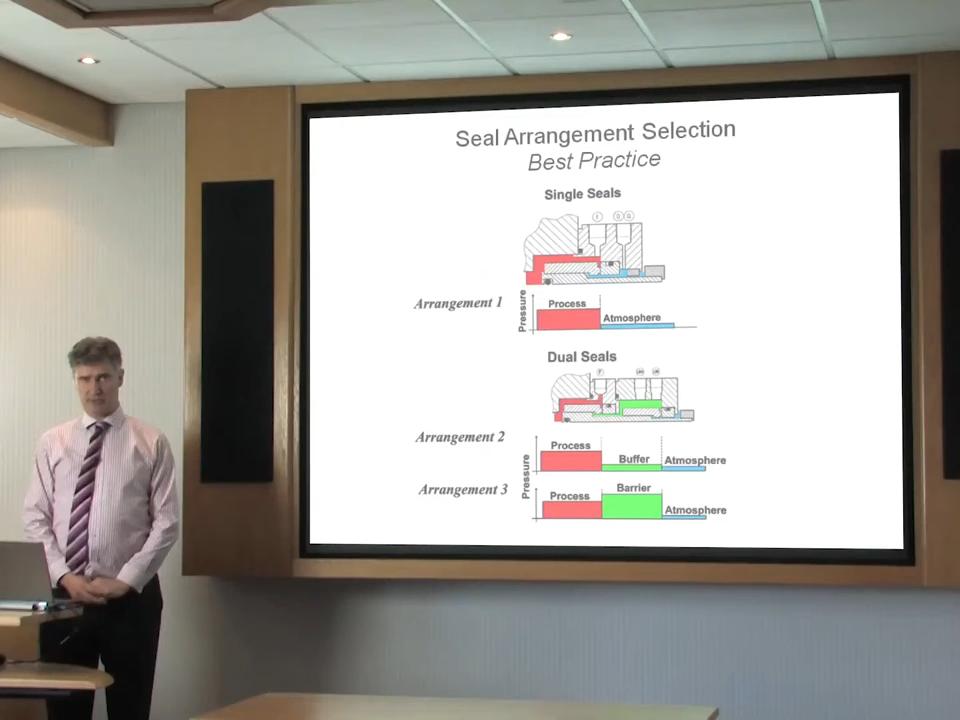 Seal Arrangement Selection
Best Practice
Single Seals
F
Arrangement 1
Pressure
Process
Atmosphere
Dual Seals
F
Arrangement 2
Process
Buffer
Atmosphere
Pressure
Arrangement 3
Process
Barrier
Atmosphere